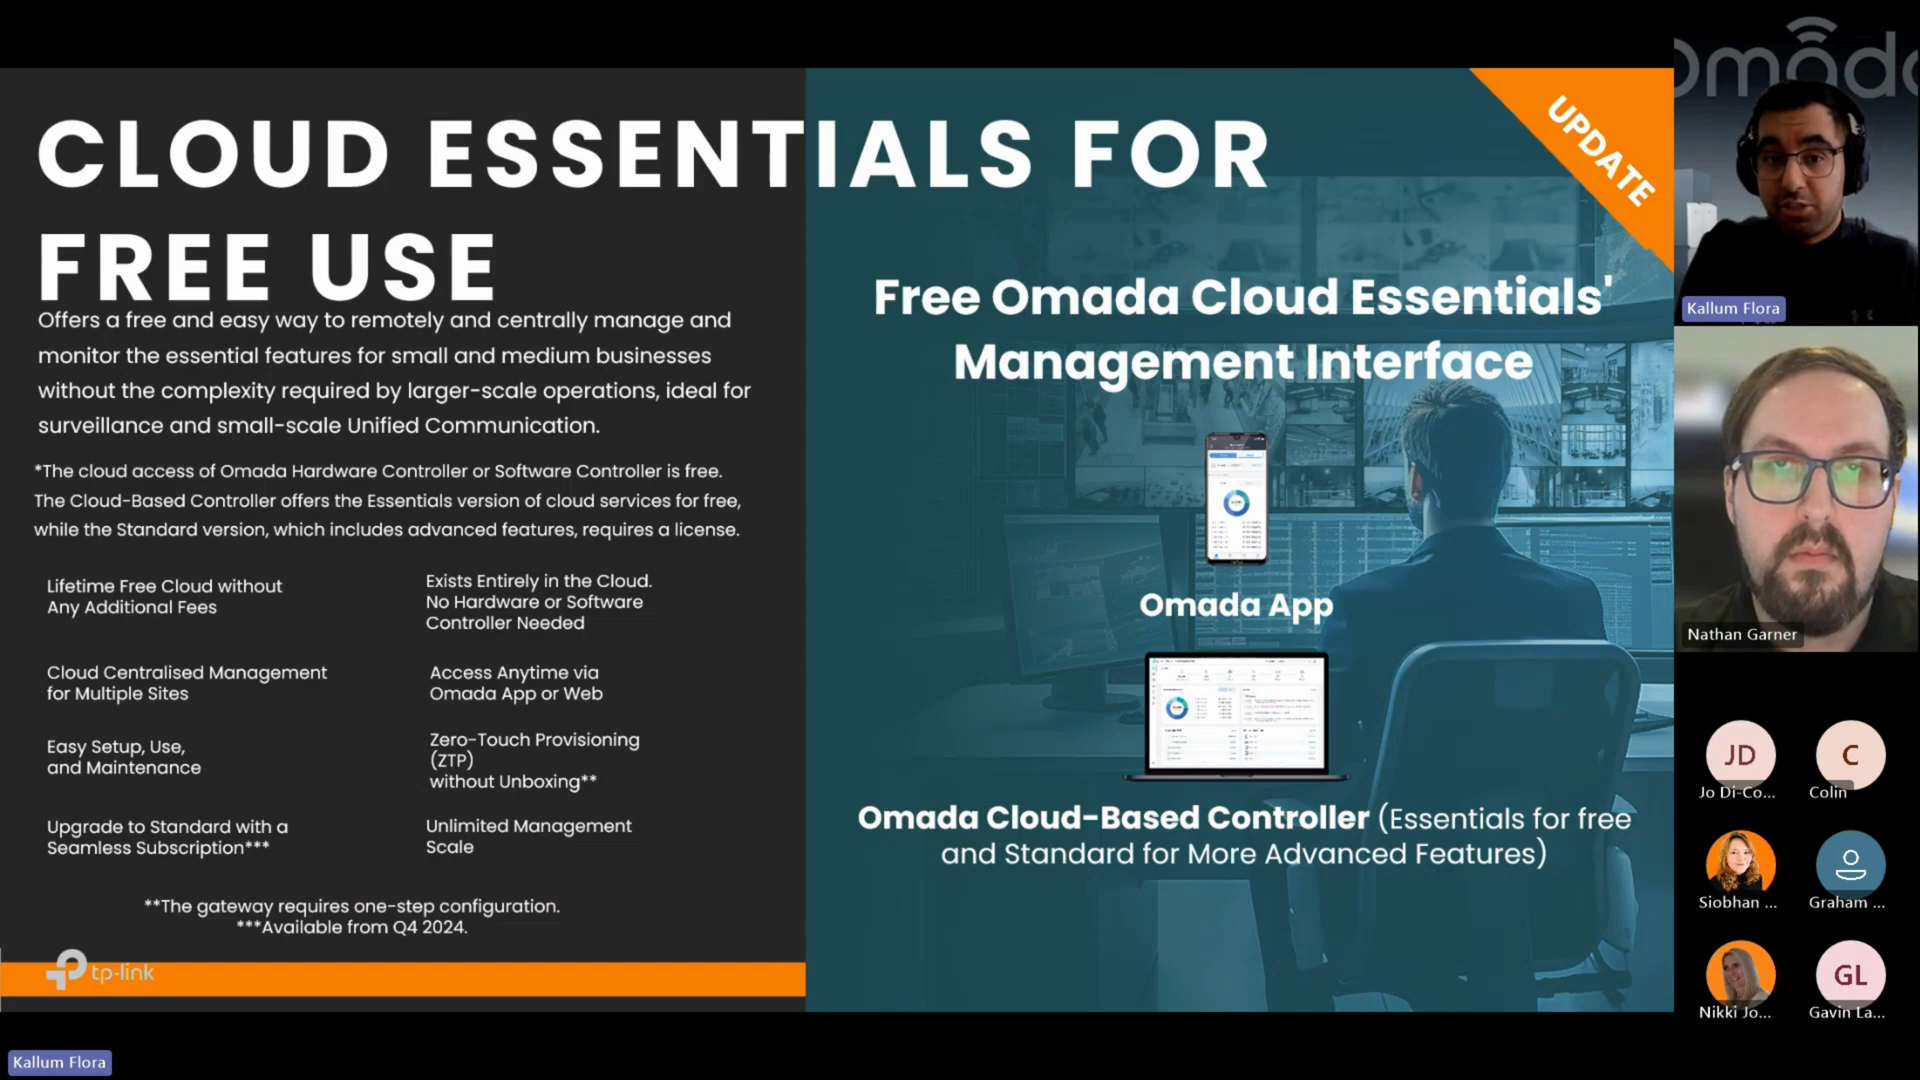 CLOUD ESSENTIALS FOR
FREE USE
Offers a free and easy way to remotely and centrally manage and
monitor the essential features for small and medium businesses
without the complexity required by larger-scale operations, ideal for
surveillance and small-scale Unified Communication.
*The cloud access of Omada Hardware Controller or Software Controller is free.
The Cloud-Based Controller offers the Essentials version of cloud services for free,
while the Standard version, which includes advanced features, requires a license.
Lifetime Free Cloud without
Any Additional Fees
Exists Entirely in the Cloud.
No Hardware or Software
Controller Needed
Cloud Centralised Management
for Multiple Sites
Access Anytime via
Omada App or Web
Easy Setup, Use,
and Maintenance
Zero-Touch Provisioning
(ZTP)
without Unboxing**
Upgrade to Standard with a
Seamless Subscription***
Unlimited Management
Scale
**The gateway requires one-step configuration.
***Available from Q4 2024.
tp-link
UPDATE
Free Omada Cloud Essentials'
Management Interface
Omada App
Omada Cloud-Based Controller (Essentials for free
and Standard for More Advanced Features)
Omada
Kallum Flora
Nathan Garner
JD
Jo Di-Co...
C
Colin
Siobhan ...
Graham ...
Nikki Jo...
GL
Gavin La...
Kallum Flora